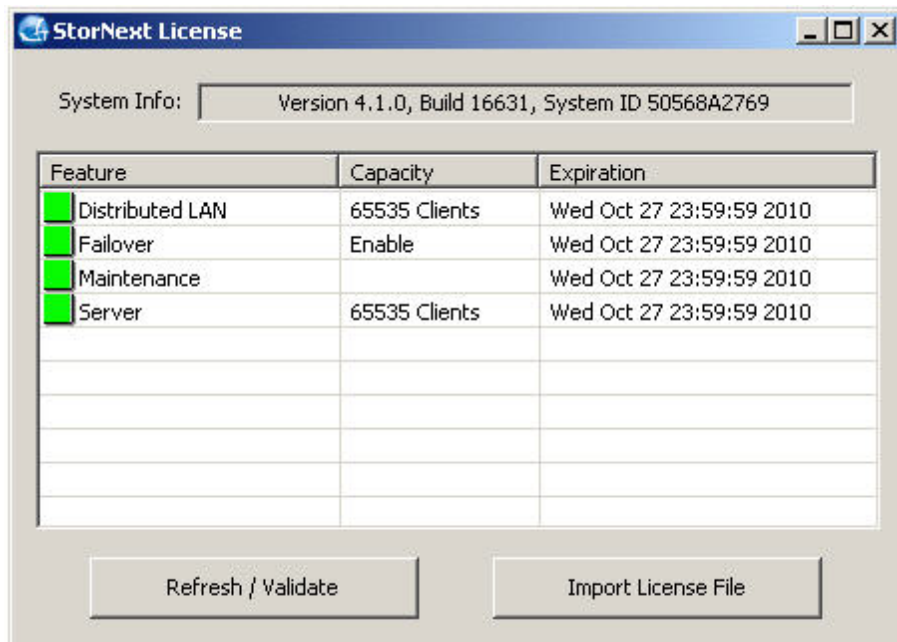 StorNext License
System Info: Version 4.1.0, Build 16631, System ID 50568A2769
Feature Capacity Expiration
Distributed LAN 65535 Clients Wed Oct 27 23:59:59 2010
Failover Enable Wed Oct 27 23:59:59 2010
Maintenance Wed Oct 27 23:59:59 2010
Server 65535 Clients Wed Oct 27 23:59:59 2010
Refresh / Validate Import License File